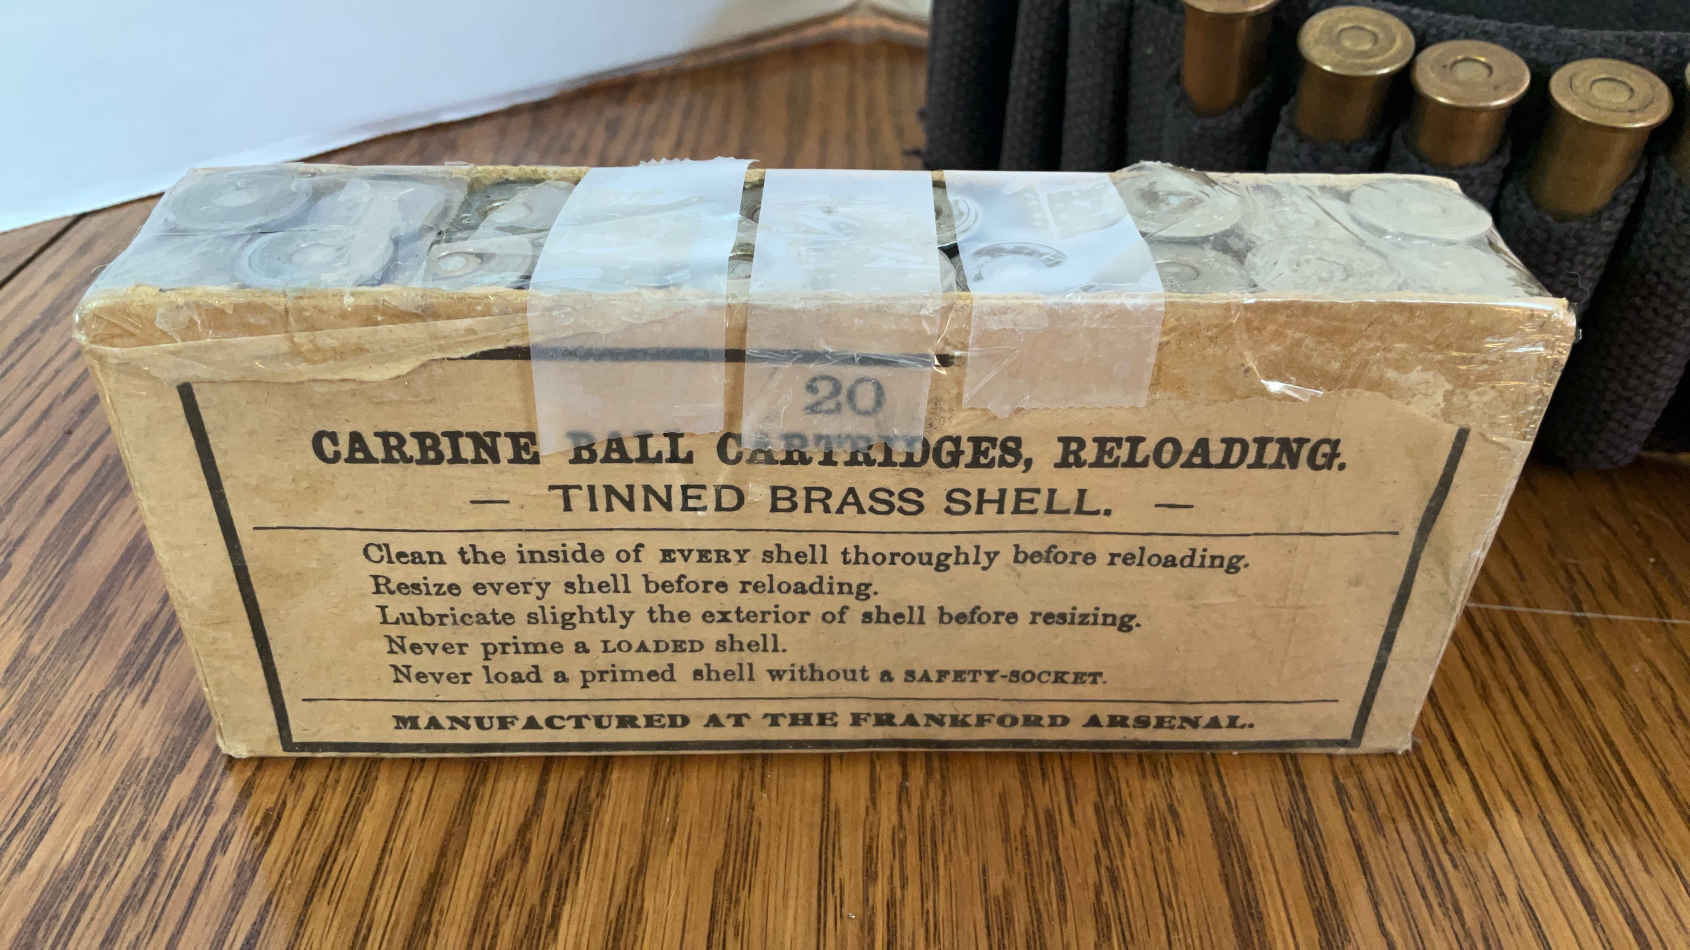 20
CARBINE BALL CARTRIDGES, RELOADING.
— TINNED BRASS SHELL. —
Clean the inside of EVERY shell thoroughly before reloading.
Resize every shell before reloading.
Lubricate slightly the exterior of shell before resizing.
Never prime a LOADED shell.
Never load a primed shell without a SAFETY-SOCKET.
MANUFACTURED AT THE FRANKFORD ARSENAL.